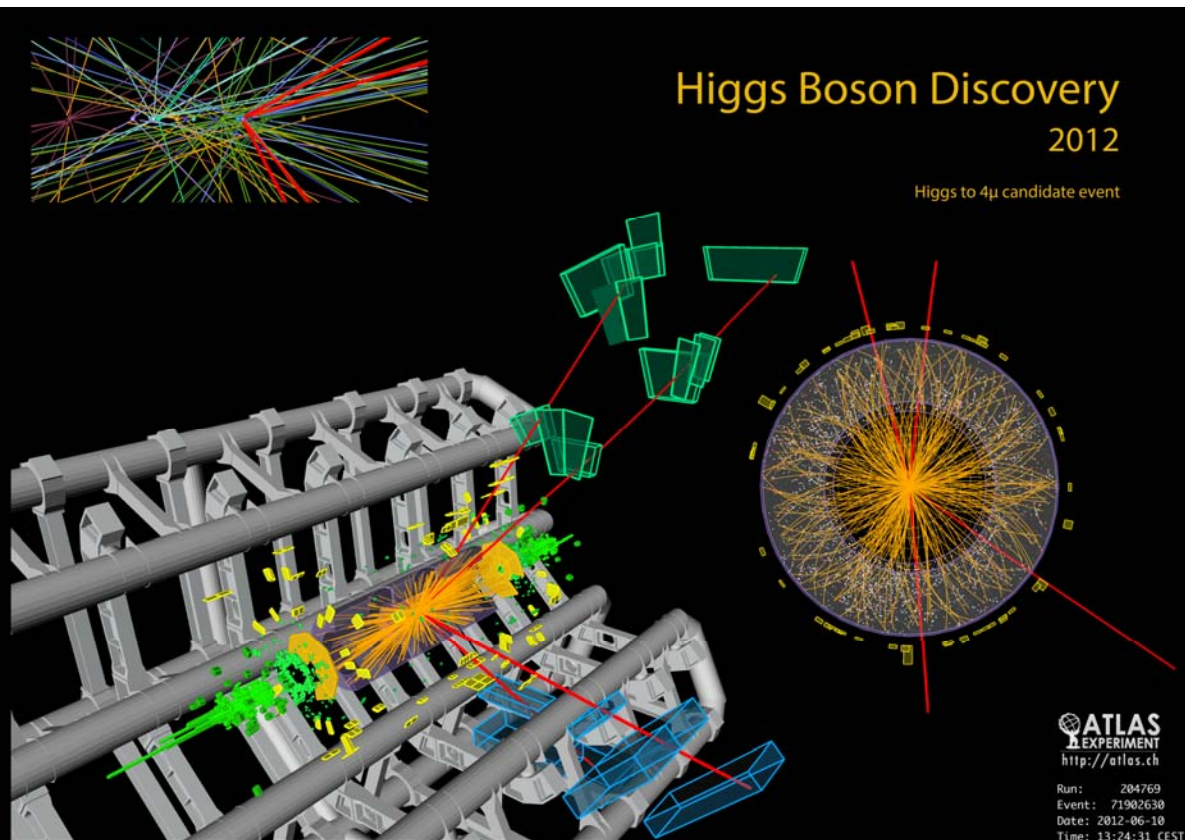 Higgs Boson Discovery
2012
Higgs to 4μ candidate event
ATLAS
EXPERIMENT
http://atlas.ch
Run: 204769
Event: 71902630
Date: 2012-06-10
Time: 13:24:31 CEST